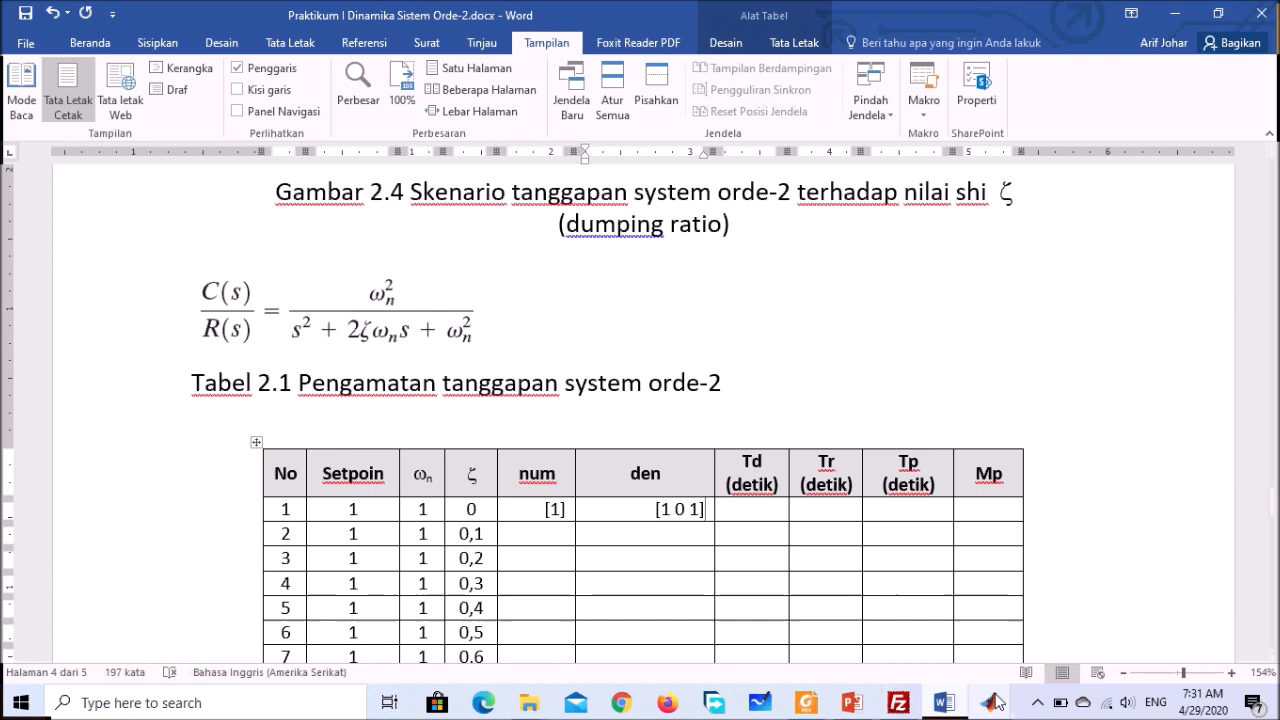 Praktikum I Dinamika Sistem Orde-2.docx - Word
Alat Tabel
File Beranda Sisipkan Desain Tata Letak Referensi Surat Tinjau Tampilan Foxit Reader PDF Desain Tata Letak Beri tahu apa yang ingin Anda lakuk Arif Johar Bagikan
Mode Baca
Tata Letak Cetak
Tata letak Web
Kerangka
Draf
Tampilan
Penggaris
Kisi garis
Panel Navigasi
Perlihatkan
Perbesar
100%
Satu Halaman
Beberapa Halaman
Lebar Halaman
Perbesaran
Jendela Baru
Atur Semua
Pisahkan
Tampilan Berdampingan
Pengguliran Sinkron
Reset Posisi Jendela
Pindah Jendela
Jendela
Makro
Makro
Properti
SharePoint
1 1 2 3 4 5 6
Gambar 2.4 Skenario tanggapan system orde-2 terhadap nilai shi ζ
(dumping ratio)
C(s)/R(s) = ωn²/(s² + 2ζωns + ωn²)
Tabel 2.1 Pengamatan tanggapan system orde-2
No Setpoin ωn ζ num den Td (detik) Tr (detik) Tp (detik) Mp
1 1 1 0 [1] [1 0 1]
2 1 1 0,1
3 1 1 0,2
4 1 1 0,3
5 1 1 0,4
6 1 1 0,5
7 1 1 0.6
Halaman 4 dari 5 197 kata Bahasa Inggris (Amerika Serikat) 154%
Type here to search
ENG
7:31 AM
4/29/2020
7